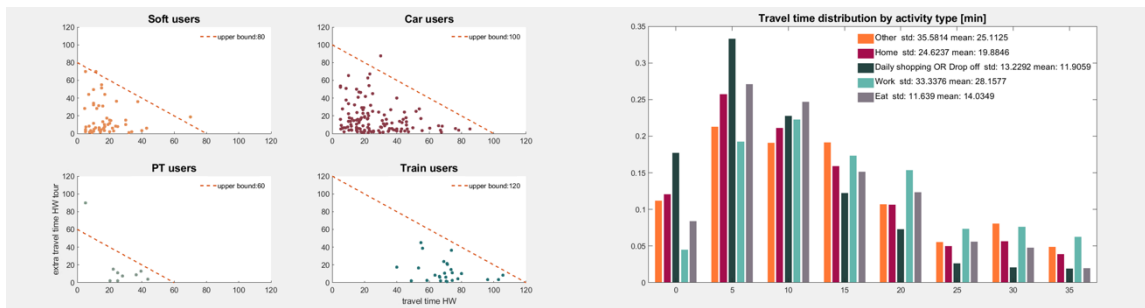 Soft users
120
100
80
60
40
20
0
0 20 40 60 80 100 120
upper bound:80
Car users
120
100
80
60
40
20
0
0 20 40 60 80 100 120
upper bound:100
PT users
120
100
80
60
40
20
0
0 20 40 60 80 100 120
upper bound:60
extra travel time HW tour
Train users
120
100
80
60
40
20
0
0 20 40 60 80 100 120
upper bound:120
travel time HW
Travel time distribution by activity type [min]
0.35
0.3
0.25
0.2
0.15
0.1
0.05
0
0 5 10 15 20 25 30 35
Other std: 35.5814 mean: 25.1125
Home std: 24.6237 mean: 19.8846
Daily shopping OR Drop off std: 13.2292 mean: 11.9059
Work std: 33.3376 mean: 28.1577
Eat std: 11.639 mean: 14.0349